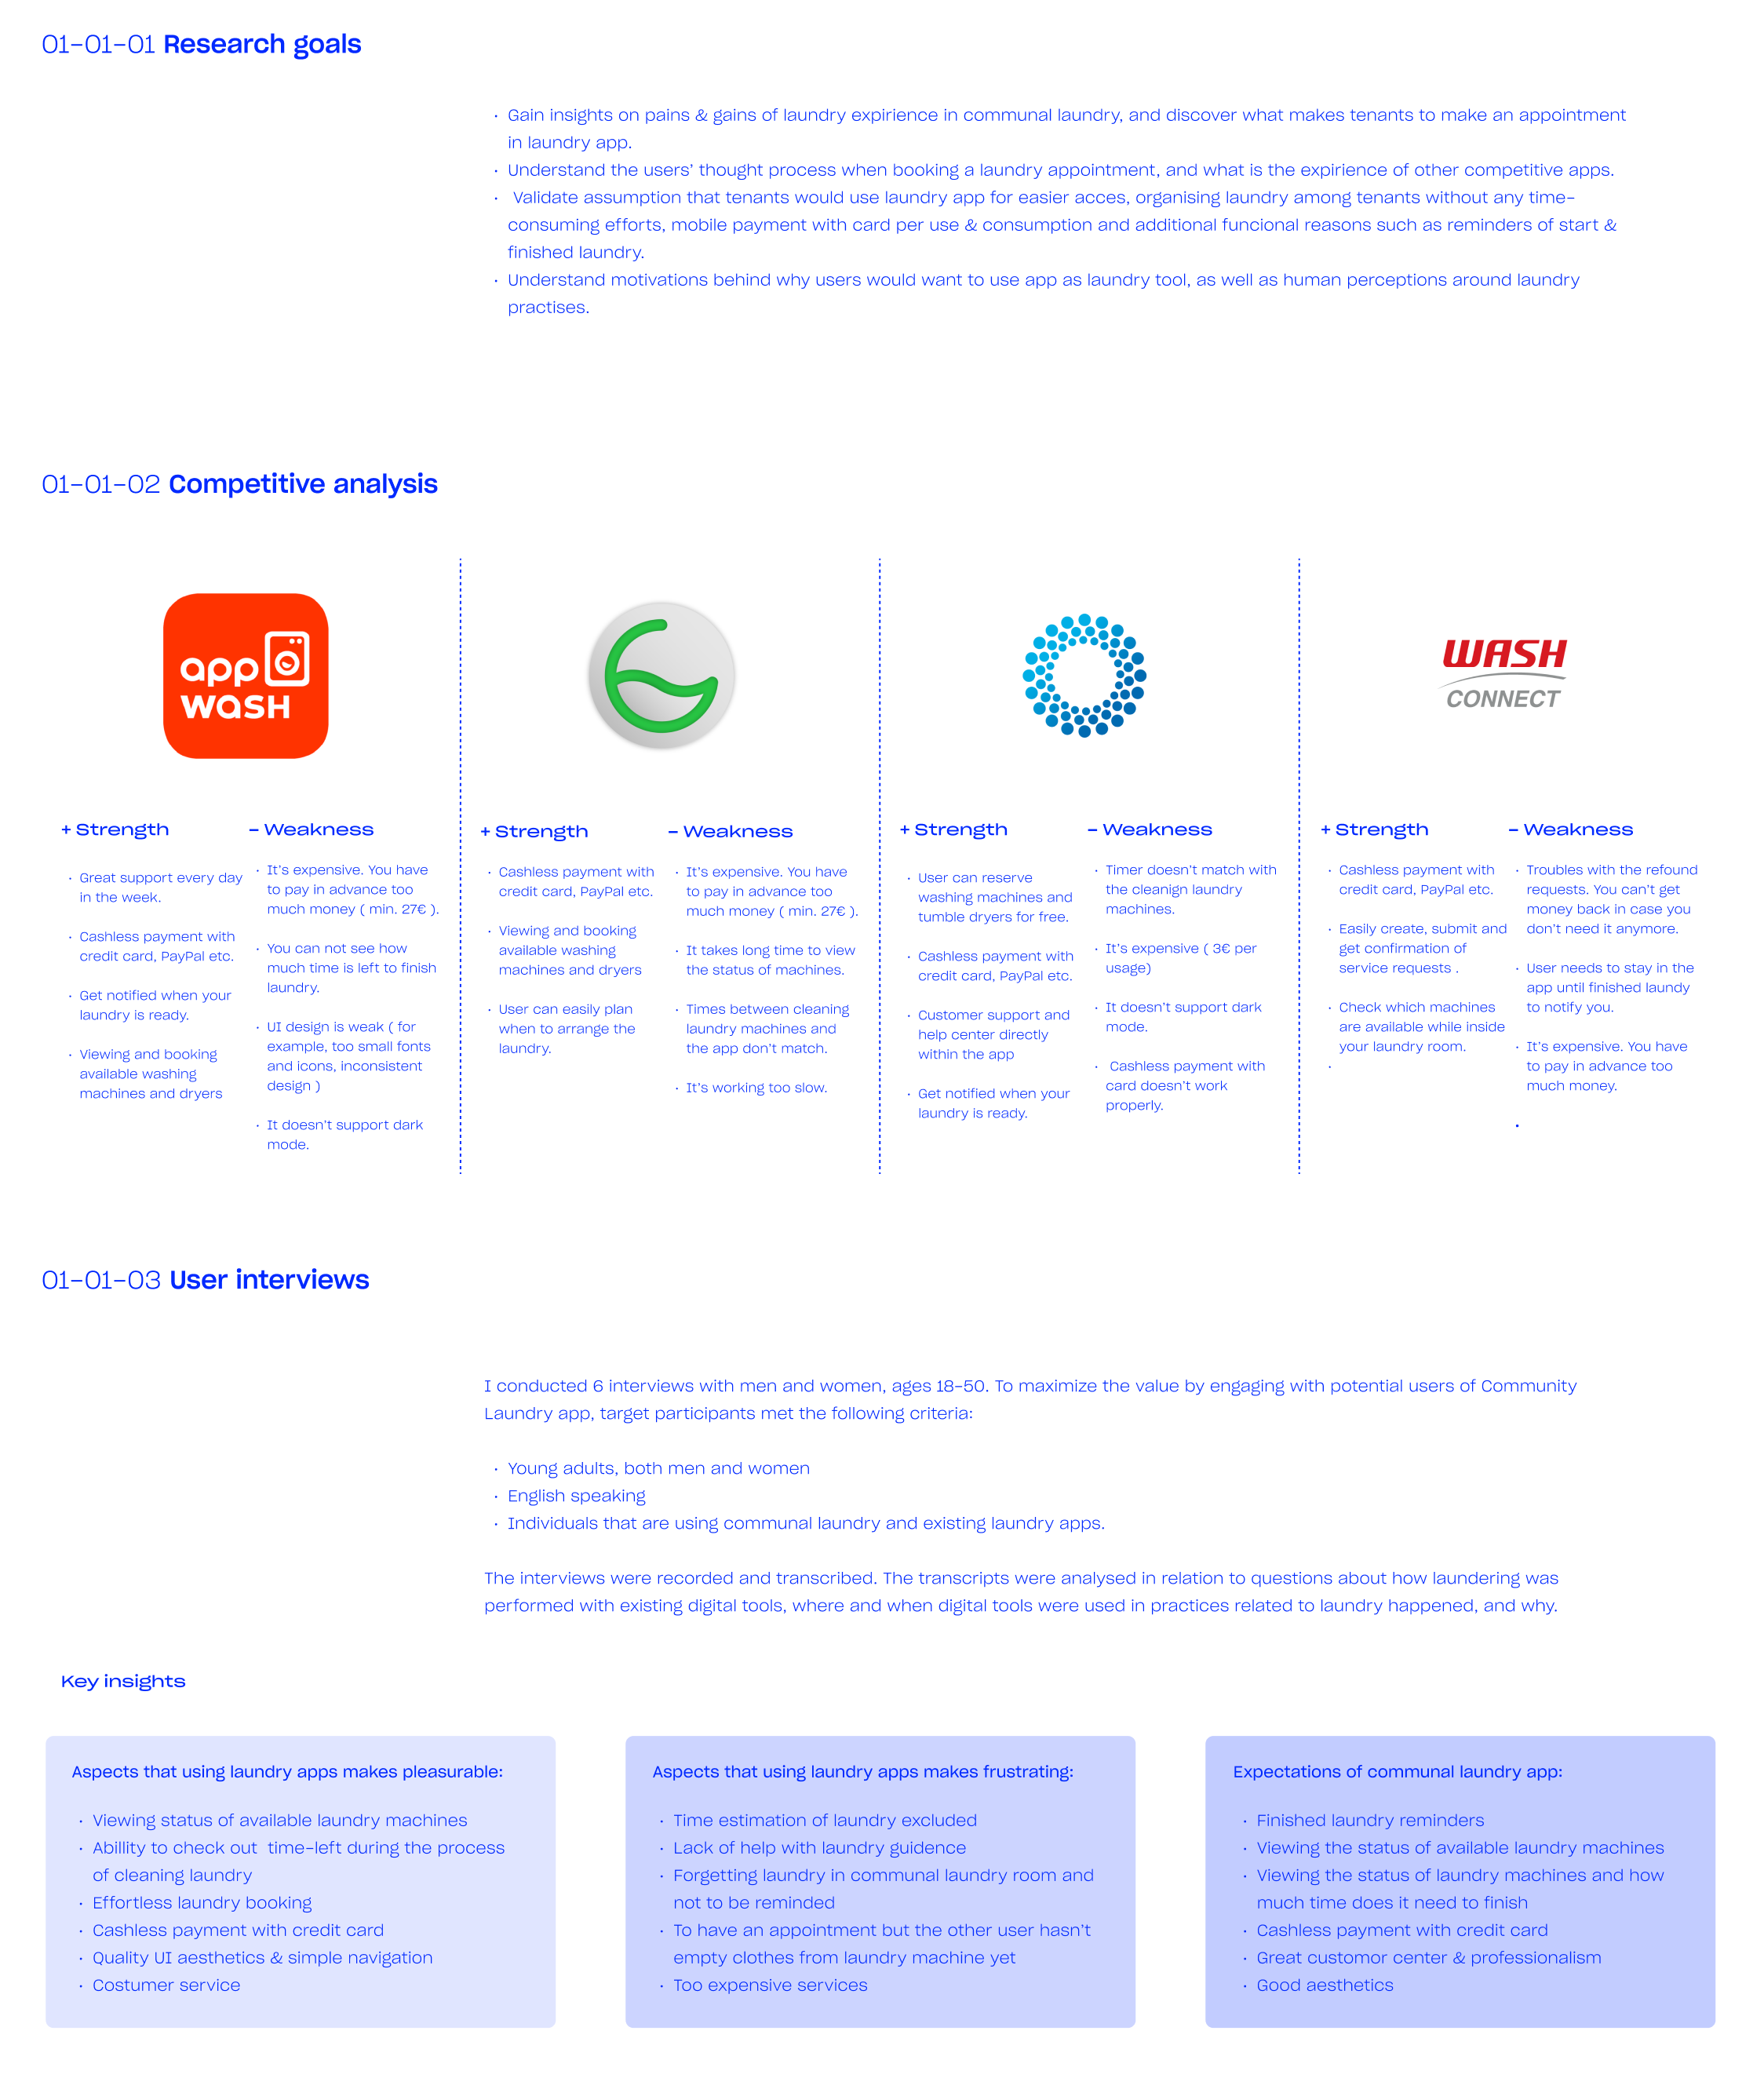 01-01-01 Research goals
· Gain insights on pains & gains of laundry expirience in communal laundry, and discover what makes tenants to make an appointment
in laundry app.
· Understand the users' thought process when booking a laundry appointment, and what is the expirience of other competitive apps.
· Validate assumption that tenants would use laundry app for easier acces, organising laundry among tenants without any time-
consuming efforts, mobile payment with card per use & consumption and additional funcional reasons such as reminders of start &
finished laundry.
· Understand motivations behind why users would want to use app as laundry tool, as well as human perceptions around laundry
practises.
01-01-02 Competitive analysis
app
WASH
+ Strength
· Great support every day
in the week.
· Cashless payment with
credit card, PayPal etc.
· Get notified when your
laundry is ready.
· Viewing and booking
available washing
machines and dryers
- Weakness
· It's expensive. You have
to pay in advance too
much money ( min. 27€ ).
· You can not see how
much time is left to finish
laundry.
· UI design is weak ( for
example, too small fonts
and icons, inconsistent
design )
· It doesn't support dark
mode.
+ Strength
· Cashless payment with
credit card, PayPal etc.
· Viewing and booking
available washing
machines and dryers
· User can easily plan
when to arrange the
laundry.
- Weakness
· It's expensive. You have
to pay in advance too
much money ( min. 27€ ).
· It takes long time to view
the status of machines.
· Times between cleaning
laundry machines and
the app don't match.
· It's working too slow.
+ Strength
· User can reserve
washing machines and
tumble dryers for free.
· Cashless payment with
credit card, PayPal etc.
· Customer support and
help center directly
within the app
· Get notified when your
laundry is ready.
- Weakness
· Timer doesn't match with
the cleanign laundry
machines.
· It's expensive ( 3€ per
usage)
· It doesn't support dark
mode.
· Cashless payment with
card doesn't work
properly.
WASH
CONNECT
+ Strength
· Cashless payment with
credit card, PayPal etc.
· Easily create, submit and
get confirmation of
service requests .
· Check which machines
are available while inside
your laundry room.
·
- Weakness
· Troubles with the refound
requests. You can't get
money back in case you
don't need it anymore.
· User needs to stay in the
app until finished laundy
to notify you.
· It's expensive. You have
to pay in advance too
much money.
·
01-01-03 User interviews
I conducted 6 interviews with men and women, ages 18-50. To maximize the value by engaging with potential users of Community
Laundry app, target participants met the following criteria:
· Young adults, both men and women
· English speaking
· Individuals that are using communal laundry and existing laundry apps.
The interviews were recorded and transcribed. The transcripts were analysed in relation to questions about how laundering was
performed with existing digital tools, where and when digital tools were used in practices related to laundry happened, and why.
Key insights
Aspects that using laundry apps makes pleasurable:
· Viewing status of available laundry machines
· Abillity to check out time-left during the process
of cleaning laundry
· Effortless laundry booking
· Cashless payment with credit card
· Quality UI aesthetics & simple navigation
· Costumer service
Aspects that using laundry apps makes frustrating:
· Time estimation of laundry excluded
· Lack of help with laundry guidence
· Forgetting laundry in communal laundry room and
not to be reminded
· To have an appointment but the other user hasn't
empty clothes from laundry machine yet
· Too expensive services
Expectations of communal laundry app:
· Finished laundry reminders
· Viewing the status of available laundry machines
· Viewing the status of laundry machines and how
much time does it need to finish
· Cashless payment with credit card
· Great customor center & professionalism
· Good aesthetics